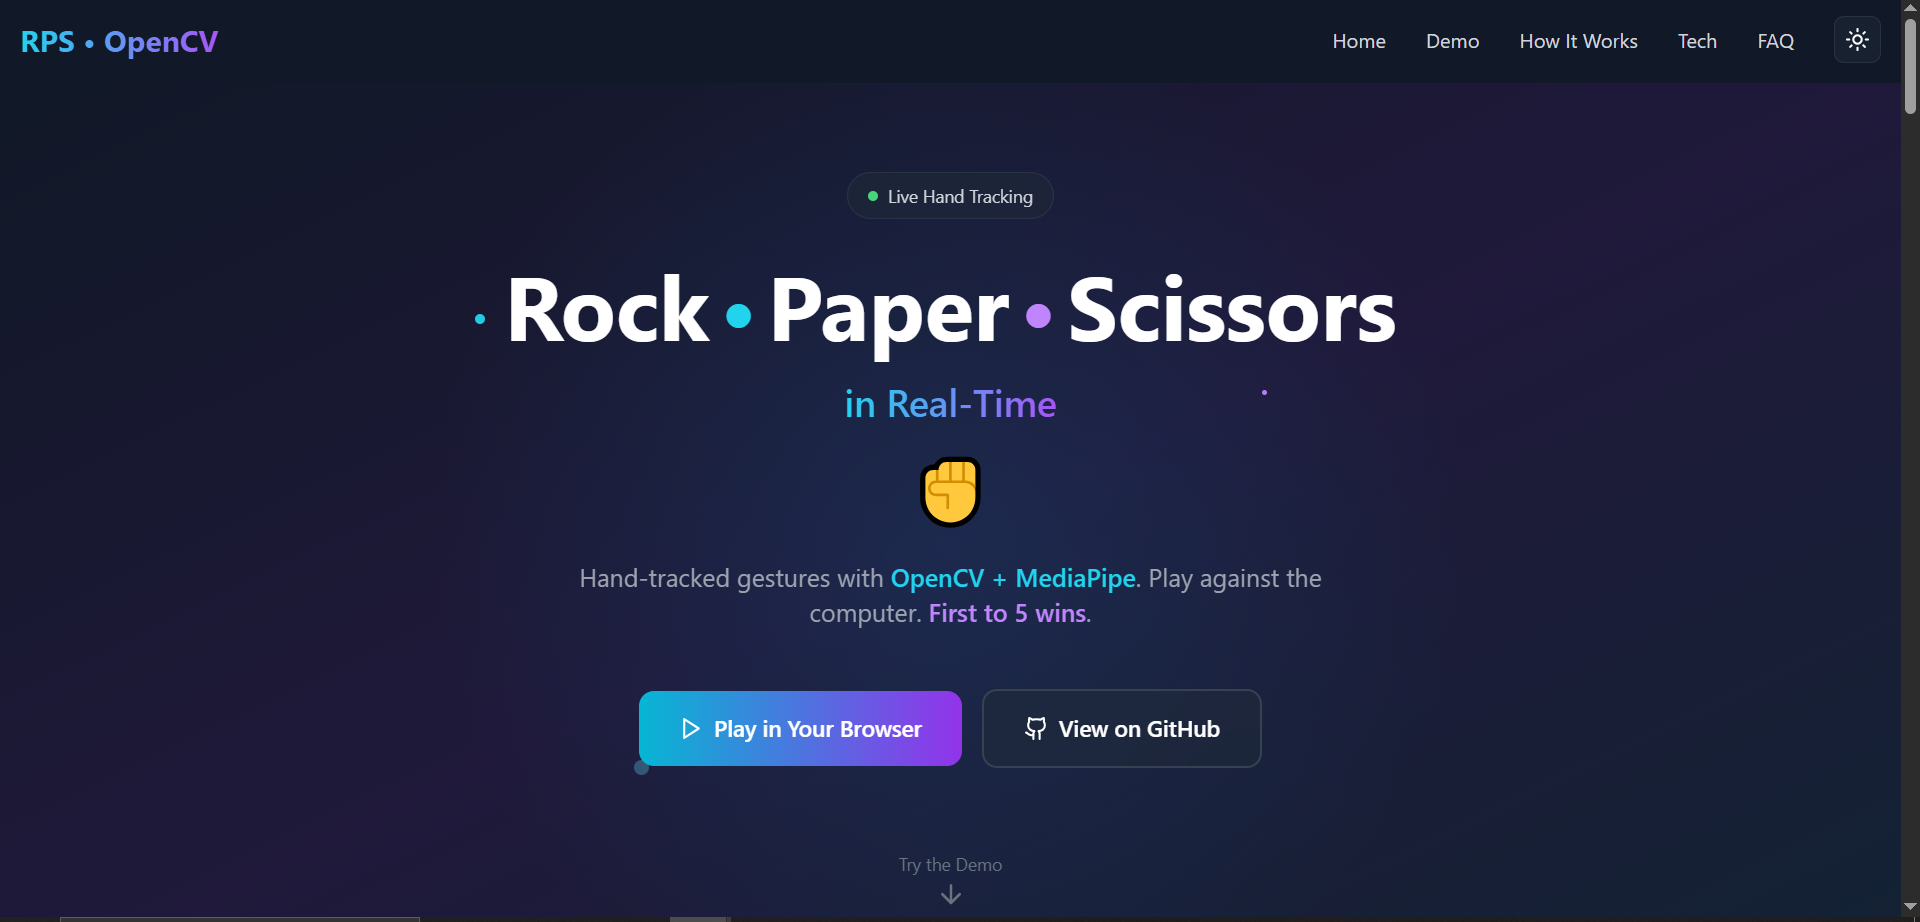 RPS • OpenCV
Home Demo How It Works Tech FAQ
Live Hand Tracking
Rock • Paper • Scissors
in Real-Time
Hand-tracked gestures with OpenCV + MediaPipe. Play against the
computer. First to 5 wins.
Play in Your Browser
View on GitHub
Try the Demo